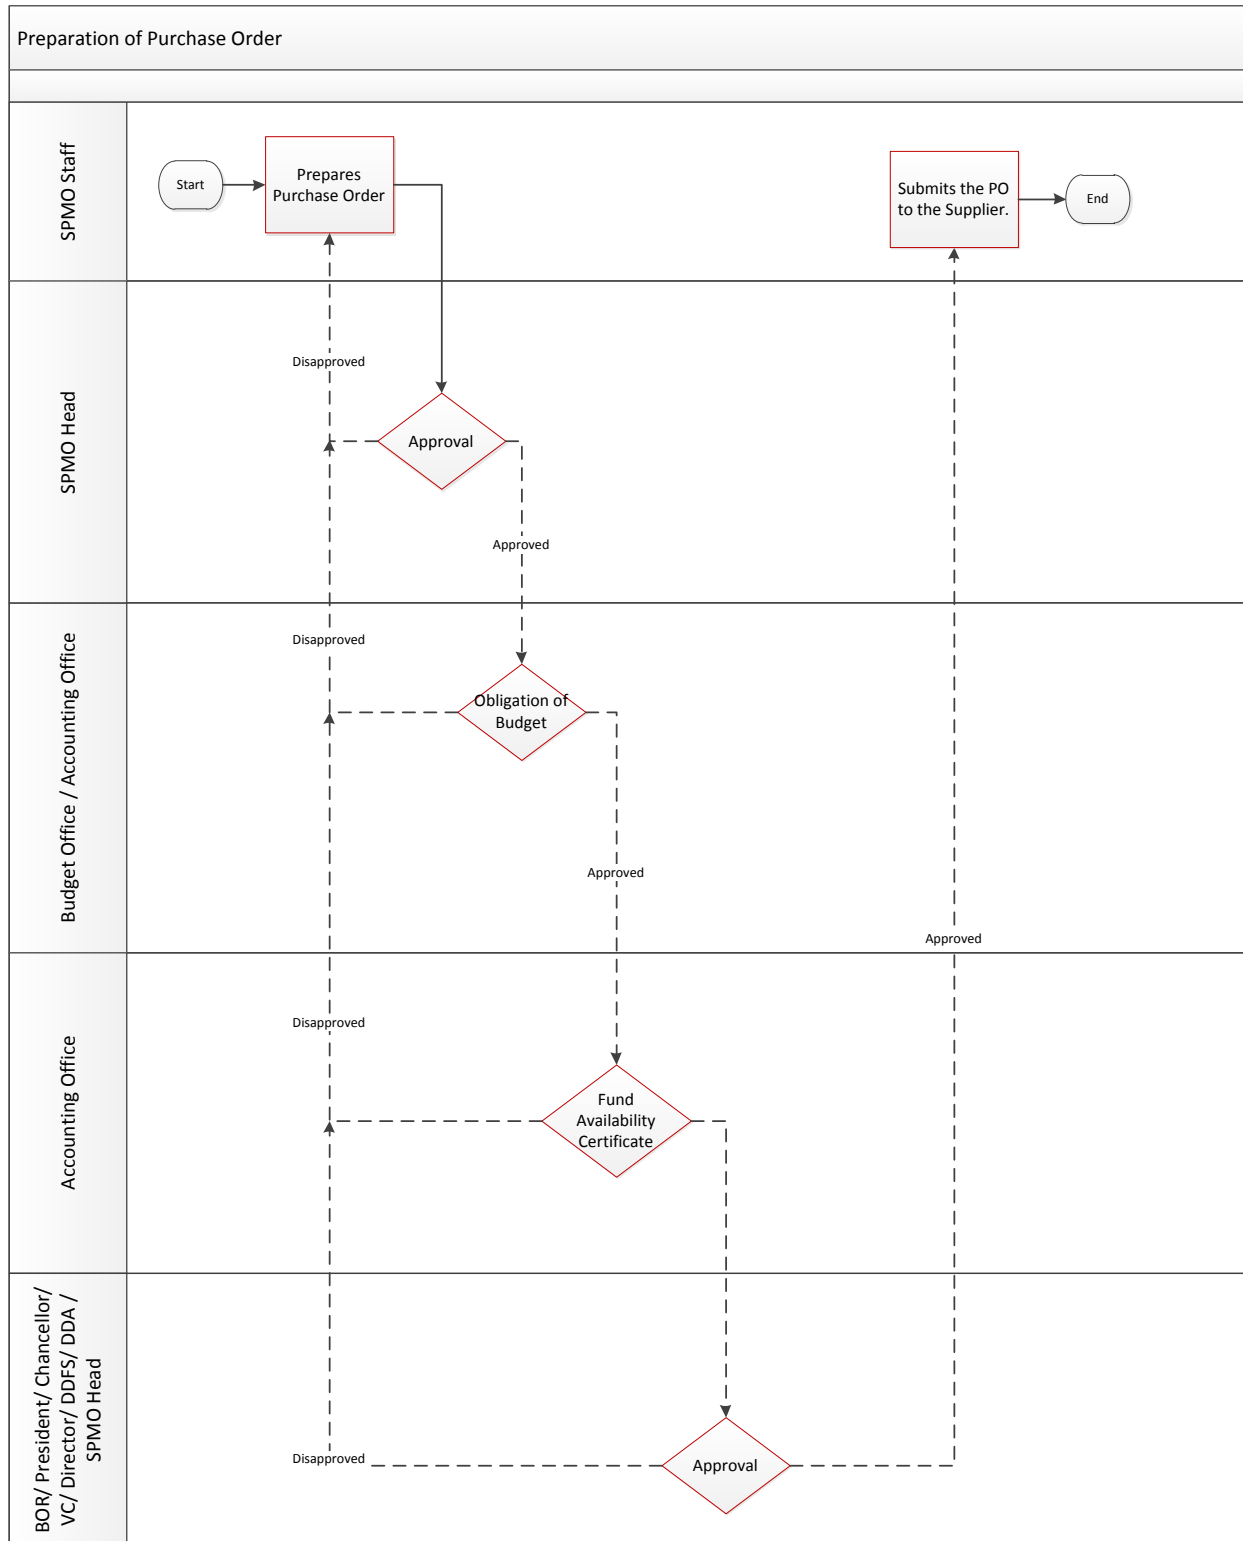 Preparation of Purchase Order
SPMO Staff
Start
Prepares
Purchase Order
Submits the PO
to the Supplier.
End
SPMO Head
Disapproved
Approval
Approved
Budget Office / Accounting Office
Disapproved
Obligation of
Budget
Approved
Approved
Accounting Office
Disapproved
Fund
Availability
Certificate
BOR/ President/ Chancellor/
VC/ Director/ DDFS/ DDA /
SPMO Head
Disapproved
Approval